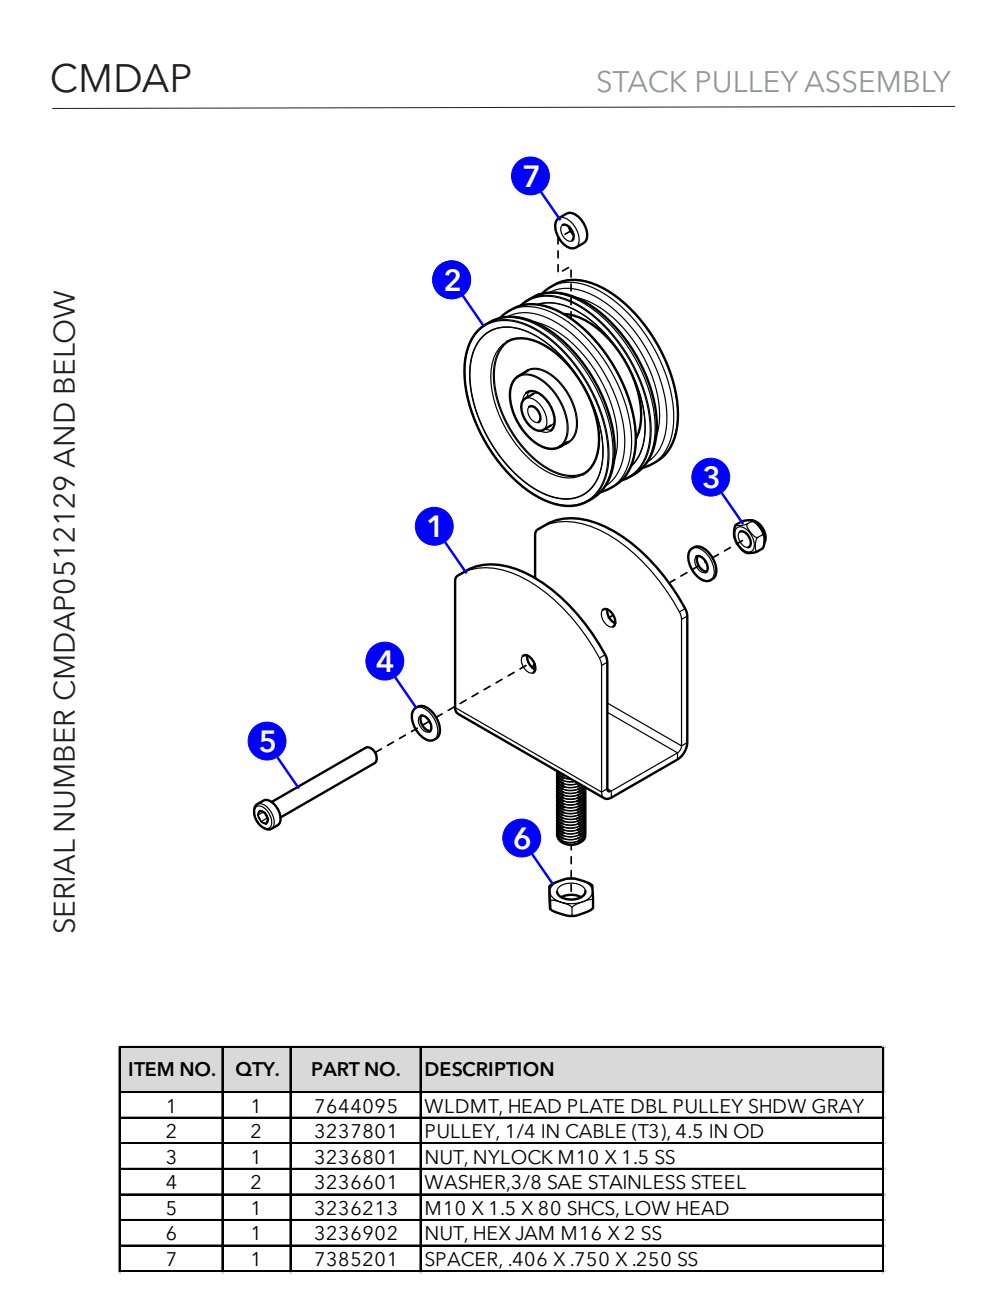 CMDAP
STACK PULLEY ASSEMBLY
SERIAL NUMBER CMDAP0512129 AND BELOW
7
2
3
1
4
5
6
ITEM NO. QTY. PART NO. DESCRIPTION
1 1 7644095 WLDMT, HEAD PLATE DBL PULLEY SHDW GRAY
2 2 3237801 PULLEY, 1/4 IN CABLE (T3), 4.5 IN OD
3 1 3236801 NUT, NYLOCK M10 X 1.5 SS
4 2 3236601 WASHER,3/8 SAE STAINLESS STEEL
5 1 3236213 M10 X 1.5 X 80 SHCS, LOW HEAD
6 1 3236902 NUT, HEX JAM M16 X 2 SS
7 1 7385201 SPACER, .406 X .750 X .250 SS